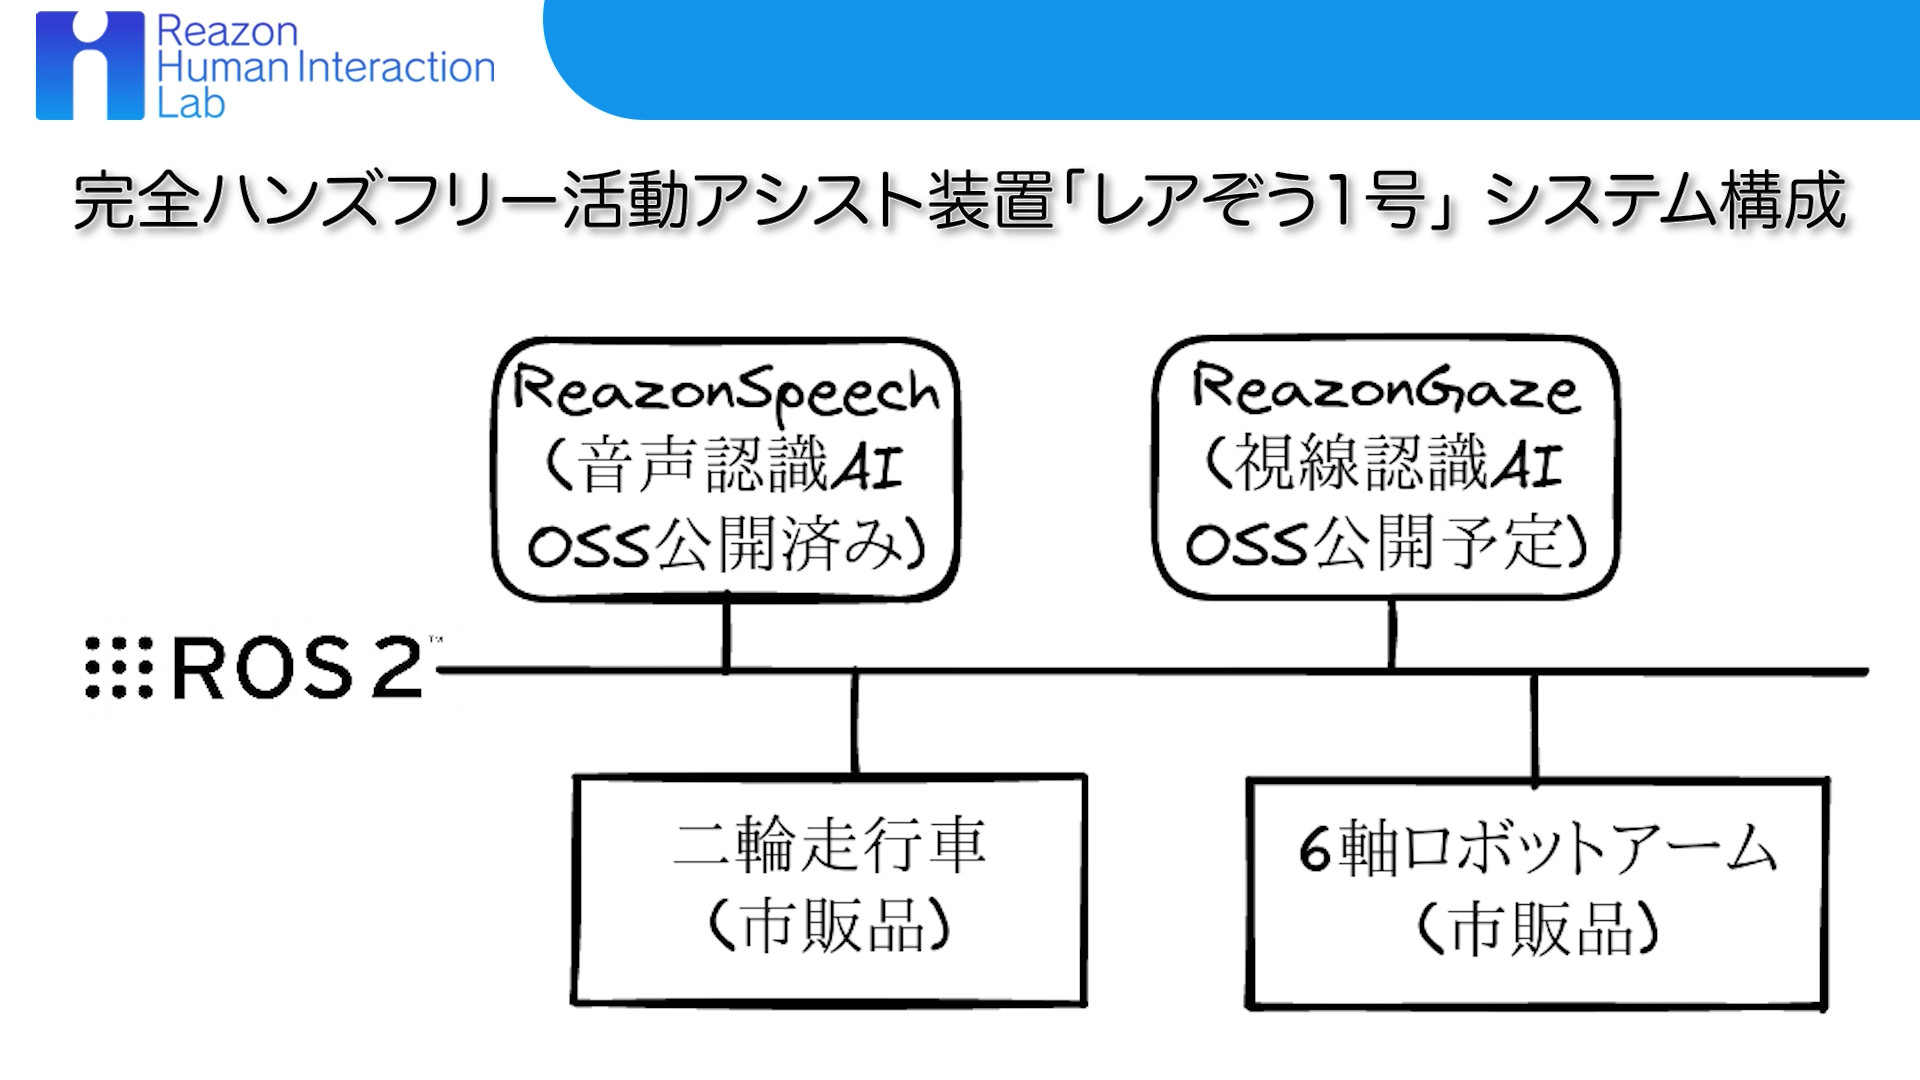 Reazon
Human Interaction
Lab
完全ハンズフリー活動アシスト装置「レアぞう1号」 システム構成
ReazonSpeech
(音声認識AI
OSS公開済み)
ReazonGaze
(視線認識AI
OSS公開予定)
ROS 2™
二輪走行車
(市販品)
6軸ロボットアーム
(市販品)